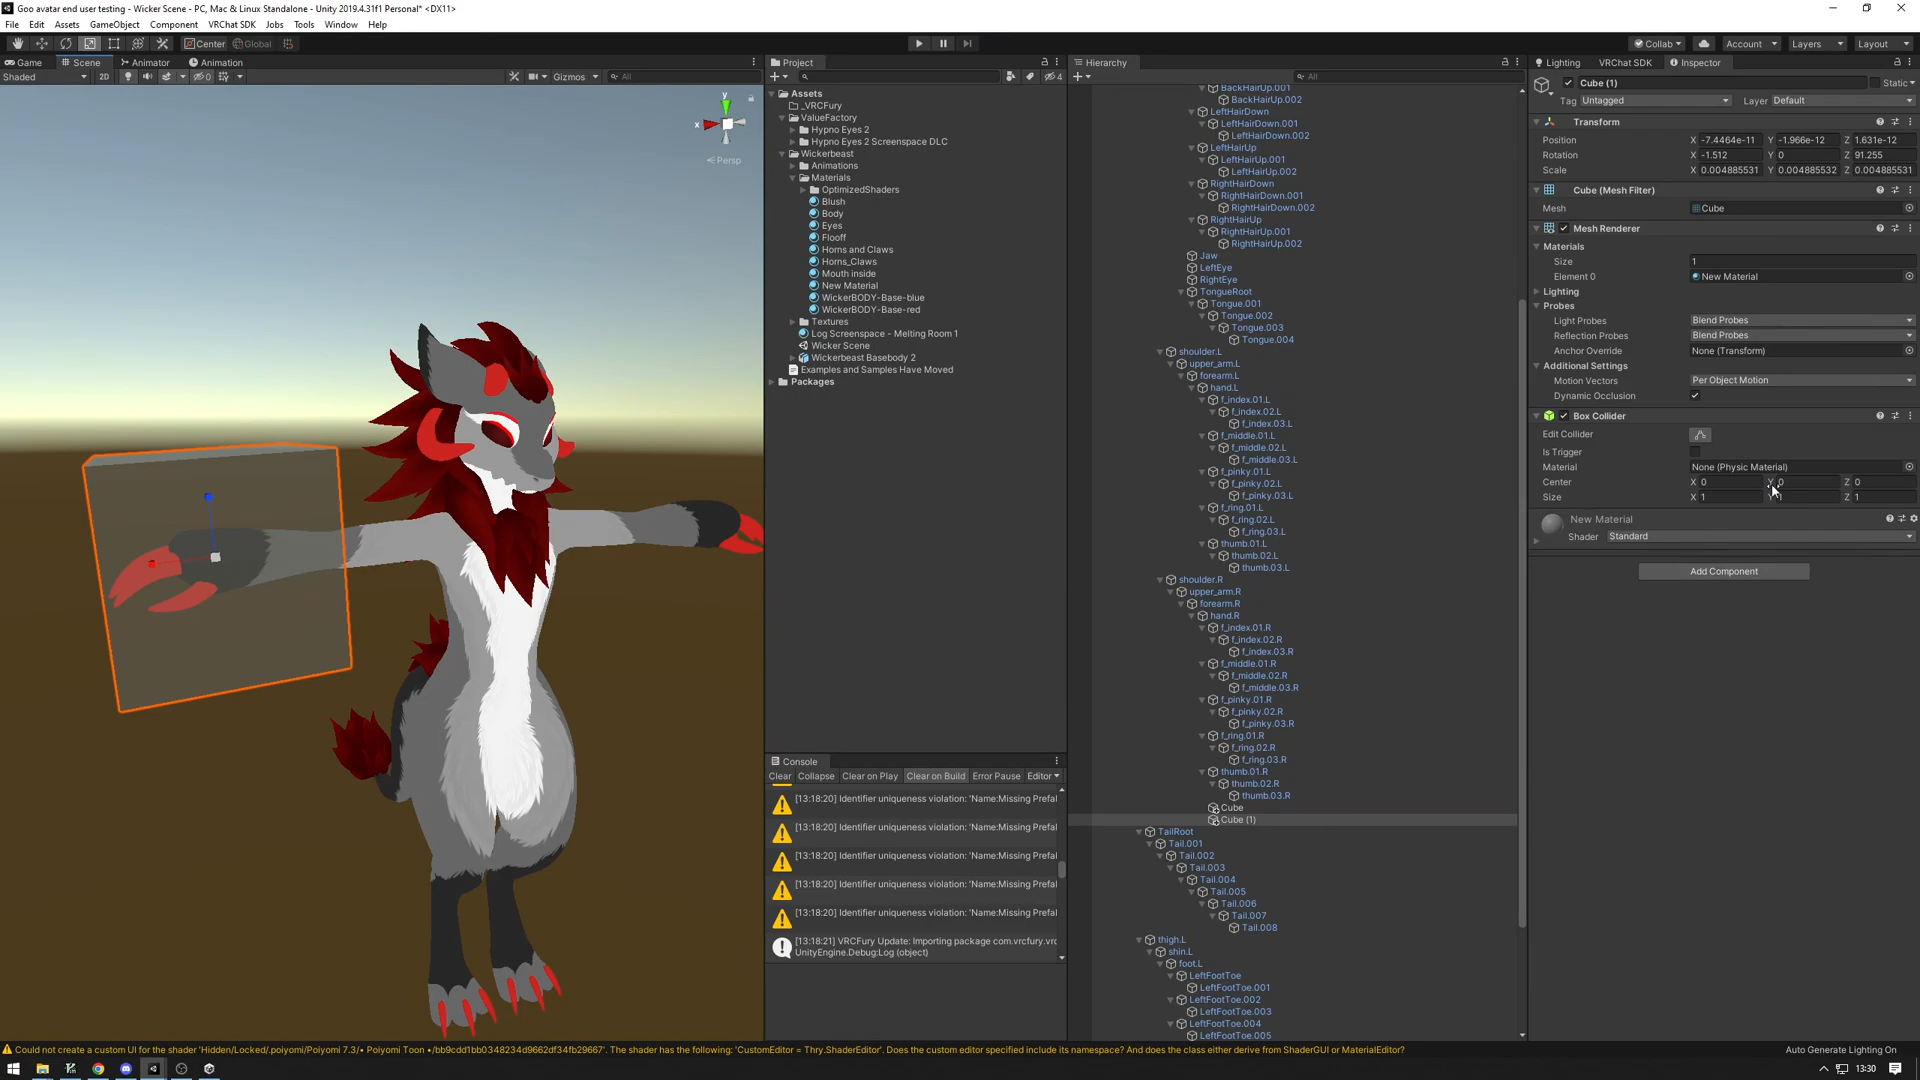 Goo avatar end user testing - Wicker Scene - PC, Mac & Linux Standalone - Unity 2019.4.31f1 Personal* <DX11>
File Edit Assets GameObject Component VRChat SDK Jobs Tools Window Help
Center Global Collab Account Layers Layout
Game Scene Animator Animation
Shaded 2D 0 Gizmos All
y
x
Persp
Project
4
Assets
_VRCFury
ValueFactory
Hypno Eyes 2
Hypno Eyes 2 Screenspace DLC
Wickerbeast
Animations
Materials
OptimizedShaders
Blush
Body
Eyes
Flooff
Horns and Claws
Horns_Claws
Mouth inside
New Material
WickerBODY-Base-blue
WickerBODY-Base-red
Textures
Log Screenspace - Melting Room 1
Wicker Scene
Wickerbeast Basebody 2
Examples and Samples Have Moved
Packages
Console
Clear Collapse Clear on Play Clear on Build Error Pause Editor
[13:18:20] Identifier uniqueness violation: 'Name:Missing Prefal
[13:18:20] Identifier uniqueness violation: 'Name:Missing Prefal
[13:18:20] Identifier uniqueness violation: 'Name:Missing Prefal
[13:18:20] Identifier uniqueness violation: 'Name:Missing Prefal
[13:18:20] Identifier uniqueness violation: 'Name:Missing Prefal
[13:18:21] VRCFury Update: Importing package com.vrcfury.vrc
UnityEngine.Debug:Log (object)
Hierarchy
All
BackHairUp.001
BackHairUp.002
LeftHairDown
LeftHairDown.001
LeftHairDown.002
LeftHairUp
LeftHairUp.001
LeftHairUp.002
RightHairDown
RightHairDown.001
RightHairDown.002
RightHairUp
RightHairUp.001
RightHairUp.002
Jaw
LeftEye
RightEye
TongueRoot
Tongue.001
Tongue.002
Tongue.003
Tongue.004
shoulder.L
upper_arm.L
forearm.L
hand.L
f_index.01.L
f_index.02.L
f_index.03.L
f_middle.01.L
f_middle.02.L
f_middle.03.L
f_pinky.01.L
f_pinky.02.L
f_pinky.03.L
f_ring.01.L
f_ring.02.L
f_ring.03.L
thumb.01.L
thumb.02.L
thumb.03.L
shoulder.R
upper_arm.R
forearm.R
hand.R
f_index.01.R
f_index.02.R
f_index.03.R
f_middle.01.R
f_middle.02.R
f_middle.03.R
f_pinky.01.R
f_pinky.02.R
f_pinky.03.R
f_ring.01.R
f_ring.02.R
f_ring.03.R
thumb.01.R
thumb.02.R
thumb.03.R
Cube
Cube (1)
TailRoot
Tail.001
Tail.002
Tail.003
Tail.004
Tail.005
Tail.006
Tail.007
Tail.008
thigh.L
shin.L
foot.L
LeftFootToe
LeftFootToe.001
LeftFootToe.002
LeftFootToe.003
LeftFootToe.004
LeftFootToe.005
Lighting VRChat SDK Inspector
Cube (1) Static
Tag Untagged Layer Default
Transform
Position X -7.4464e-11 Y -1.966e-12 Z 1.631e-12
Rotation X -1.512 Y 0 Z 91.255
Scale X 0.004885531 Y 0.004885532 Z 0.004885531
Cube (Mesh Filter)
Mesh Cube
Mesh Renderer
Materials
Size 1
Element 0 New Material
Lighting
Probes
Light Probes Blend Probes
Reflection Probes Blend Probes
Anchor Override None (Transform)
Additional Settings
Motion Vectors Per Object Motion
Dynamic Occlusion
Box Collider
Edit Collider
Is Trigger
Material None (Physic Material)
Center X 0 Y 0 Z 0
Size X 1 Y 1 Z 1
New Material
Shader Standard
Add Component
Could not create a custom UI for the shader 'Hidden/Locked/.poiyomi/Poiyomi 7.3/• Poiyomi Toon •/bb9cdd1bb0348234d9662df34fb29667'. The shader has the following: 'CustomEditor = Thry.ShaderEditor'. Does the custom editor specified include its namespace? And does the class either derive from ShaderGUI or MaterialEditor?
Auto Generate Lighting On
13:30